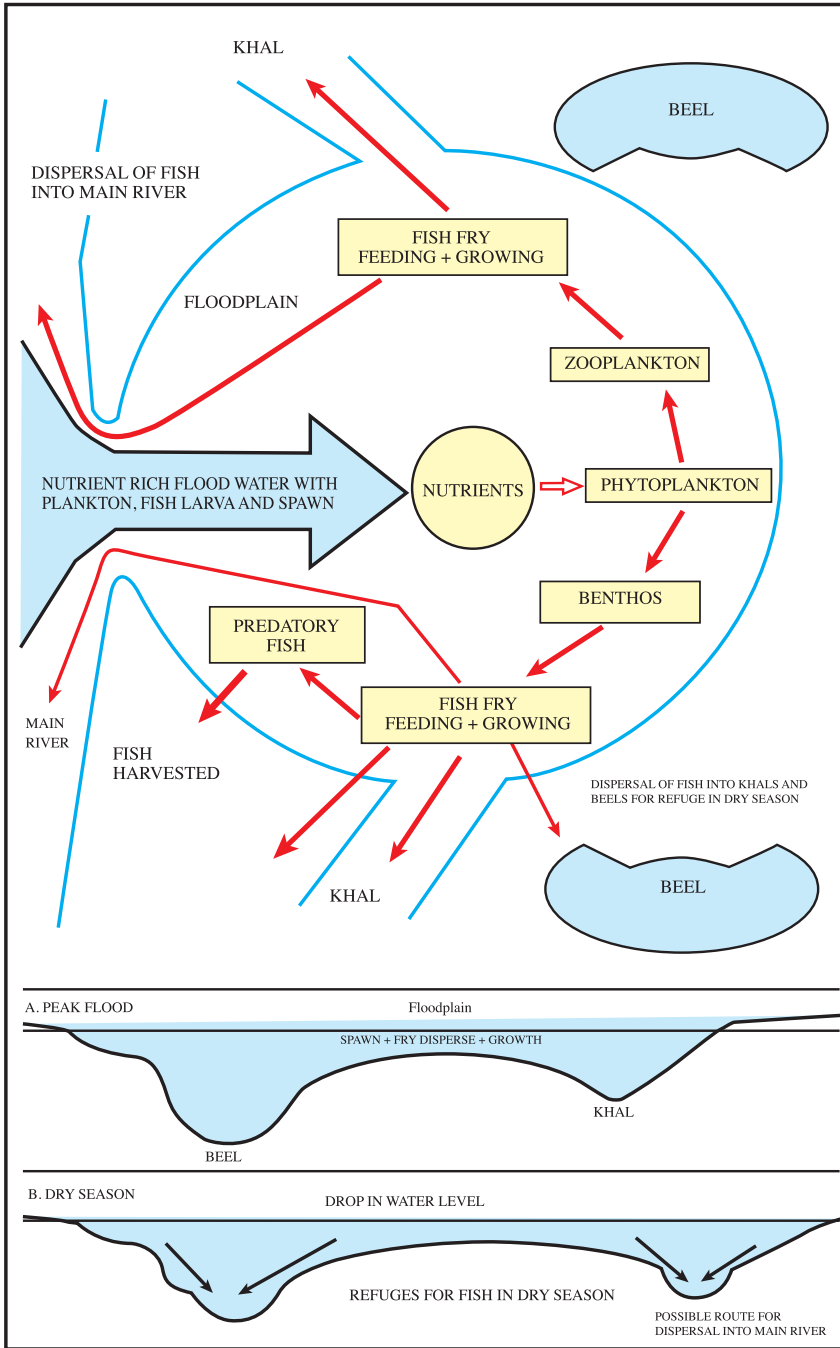 KHAL
BEEL
DISPERSAL OF FISH
INTO MAIN RIVER
FISH FRY
FEEDING + GROWING
FLOODPLAIN
ZOOPLANKTON
NUTRIENT RICH FLOOD WATER WITH
PLANKTON, FISH LARVA AND SPAWN
NUTRIENTS
PHYTOPLANKTON
BENTHOS
PREDATORY
FISH
FISH FRY
FEEDING + GROWING
MAIN
RIVER
FISH
HARVESTED
DISPERSAL OF FISH INTO KHALS AND
BEELS FOR REFUGE IN DRY SEASON
KHAL
BEEL
A. PEAK FLOOD
Floodplain
SPAWN + FRY DISPERSE + GROWTH
KHAL
BEEL
B. DRY SEASON
DROP IN WATER LEVEL
REFUGES FOR FISH IN DRY SEASON
POSSIBLE ROUTE FOR
DISPERSAL INTO MAIN RIVER